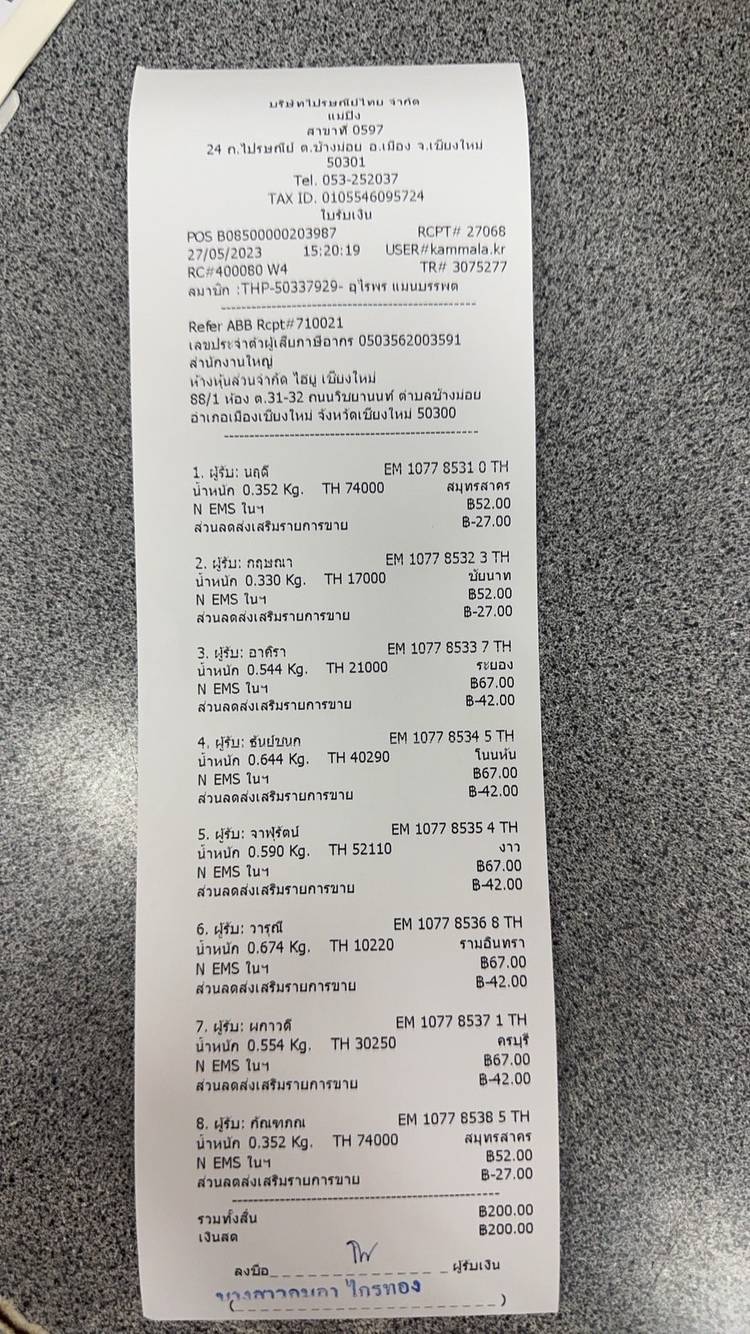 บริษัทไปรษณีย์ไทย จำกัด
แม่ปิง
สาขาที่ 0597
24 ถ.ไปรษณีย์ ต.ช้างม่อย อ.เมือง จ.เชียงใหม่
50301
Tel. 053-252037
TAX ID. 0105546095724
ใบรับเงิน
POS B08500000203987 RCPT# 27068
27/05/2023 15:20:19 USER#kammala.kr
RC#400080 W4 TR# 3075277
สมาชิก :THP-50337929- อุไรพร แมนบรรพต
Refer ABB Rcpt#710021
เลขประจำตัวผู้เสียภาษีอากร 0503562003591
สำนักงานใหญ่
ห้างหุ้นส่วนจำกัด ไฮยู เชียงใหม่
88/1 ห้อง ต.31-32 ถนนวิชยานนท์ ตำบลช้างม่อย
อำเภอเมืองเชียงใหม่ จังหวัดเชียงใหม่ 50300
1. ผู้รับ: นฤดี EM 1077 8531 0 TH
น้ำหนัก 0.352 Kg. TH 74000 สมุทรสาคร
N EMS ในฯ ฿52.00
ส่วนลดส่งเสริมรายการขาย ฿-27.00
2. ผู้รับ: กฤษณา EM 1077 8532 3 TH
น้ำหนัก 0.330 Kg. TH 17000 ชัยนาท
N EMS ในฯ ฿52.00
ส่วนลดส่งเสริมรายการขาย ฿-27.00
3. ผู้รับ: อาคิรา EM 1077 8533 7 TH
น้ำหนัก 0.544 Kg. TH 21000 ระยอง
N EMS ในฯ ฿67.00
ส่วนลดส่งเสริมรายการขาย ฿-42.00
4. ผู้รับ: ธันย์ชนก EM 1077 8534 5 TH
น้ำหนัก 0.644 Kg. TH 40290 โนนหัน
N EMS ในฯ ฿67.00
ส่วนลดส่งเสริมรายการขาย ฿-42.00
5. ผู้รับ: จาฬุรัตน์ EM 1077 8535 4 TH
น้ำหนัก 0.590 Kg. TH 52110 งาว
N EMS ในฯ ฿67.00
ส่วนลดส่งเสริมรายการขาย ฿-42.00
6. ผู้รับ: วารุณี EM 1077 8536 8 TH
น้ำหนัก 0.674 Kg. TH 10220 รามอินทรา
N EMS ในฯ ฿67.00
ส่วนลดส่งเสริมรายการขาย ฿-42.00
7. ผู้รับ: ผกาวดี EM 1077 8537 1 TH
น้ำหนัก 0.554 Kg. TH 30250 ครบุรี
N EMS ในฯ ฿67.00
ส่วนลดส่งเสริมรายการขาย ฿-42.00
8. ผู้รับ: กัณฑภณ EM 1077 8538 5 TH
น้ำหนัก 0.352 Kg. TH 74000 สมุทรสาคร
N EMS ในฯ ฿52.00
ส่วนลดส่งเสริมรายการขาย ฿-27.00
รวมทั้งสิ้น ฿200.00
เงินสด ฿200.00
ลงชื่อ ผู้รับเงิน
ไกรทอง